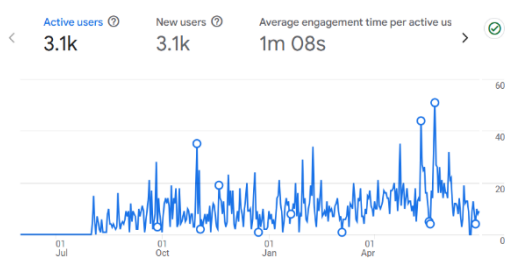 Active users
New users
Average engagement time per active us
3.1k
3.1k
1m 08s
60
40
20
0
01
Jul
01
Oct
01
Jan
01
Apr